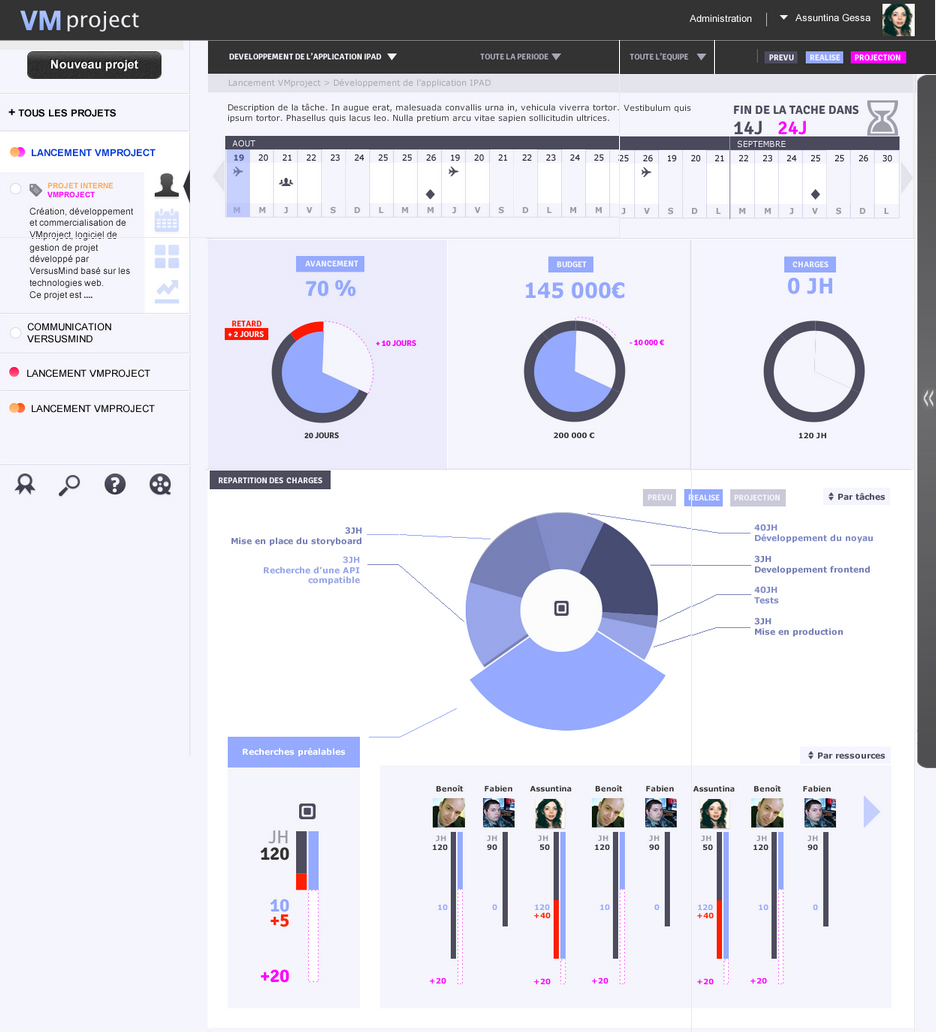 VM project
Administration
Assuntina Gessa
Nouveau projet
DEVELOPPEMENT DE L'APPLICATION IPAD
TOUTE LA PERIODE
TOUTE L'EQUIPE
PREVU
REALISE
PROJECTION
Lancement VMproject > Développement de l'application IPAD
+ TOUS LES PROJETS
LANCEMENT VMPROJECT
PROJET INTERNE
VMPROJECT
Création, développement
et commercialisation de
VMproject, logiciel de
gestion de projet
développé par
VersusMind basé sur les
technologies web.
Ce projet est ....
COMMUNICATION
VERSUSMIND
LANCEMENT VMPROJECT
LANCEMENT VMPROJECT
Description de la tâche. In augue erat, malesuada convallis urna in, vehicula viverra tortor. Vestibulum quis
ipsum tortor. Phasellus quis lacus leo. Nulla pretium arcu vitae sapien sollicitudin ultrices.
FIN DE LA TACHE DANS
14J 24J
AOUT
SEPTEMBRE
19 20 21 22 23 24 25 26 19 20 21 22 23 24 25 26 25 26 19 20 21 22 23 24 25 25 26 30
M M J V S D L M M J V S D L M M J V S D L M M J V S D L
AVANCEMENT
70 %
RETARD
+ 2 JOURS
+ 10 JOURS
20 JOURS
BUDGET
145 000€
- 10 000 €
200 000 €
CHARGES
0 JH
120 JH
REPARTITION DES CHARGES
PREVU
REALISE
PROJECTION
Par tâches
3JH
Mise en place du storyboard
3JH
Recherche d'une API
compatible
40JH
Développement du noyau
3JH
Developpement frontend
40JH
Tests
3JH
Mise en production
Recherches préalables
Par ressources
JH
120
10
+5
+20
Benoît Fabien Assuntina Benoît Fabien Assuntina Benoît Fabien
JH JH JH JH JH JH JH JH
120 90 50 120 90 50 120 90
10 0 120 10 0 120 10 0
+40 +40
+20 +20 +20 +20 +20